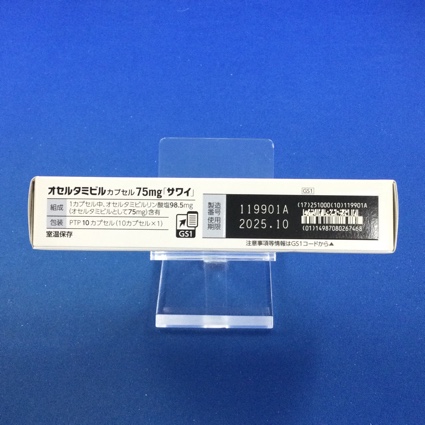 オセルタミビルカプセル75mg「サワイ」
組成 1カプセル中、オセルタミビルリン酸塩98.5mg
(オセルタミビルとして75mg)含有
包装 PTP 10カプセル(10カプセル×1)
室温保存
GS1
製造番号 119901A
使用期限 2025.10
GS1
(17)251000(10)119901A
(01)14987080267468
注意事項等情報はGS1コードから▲